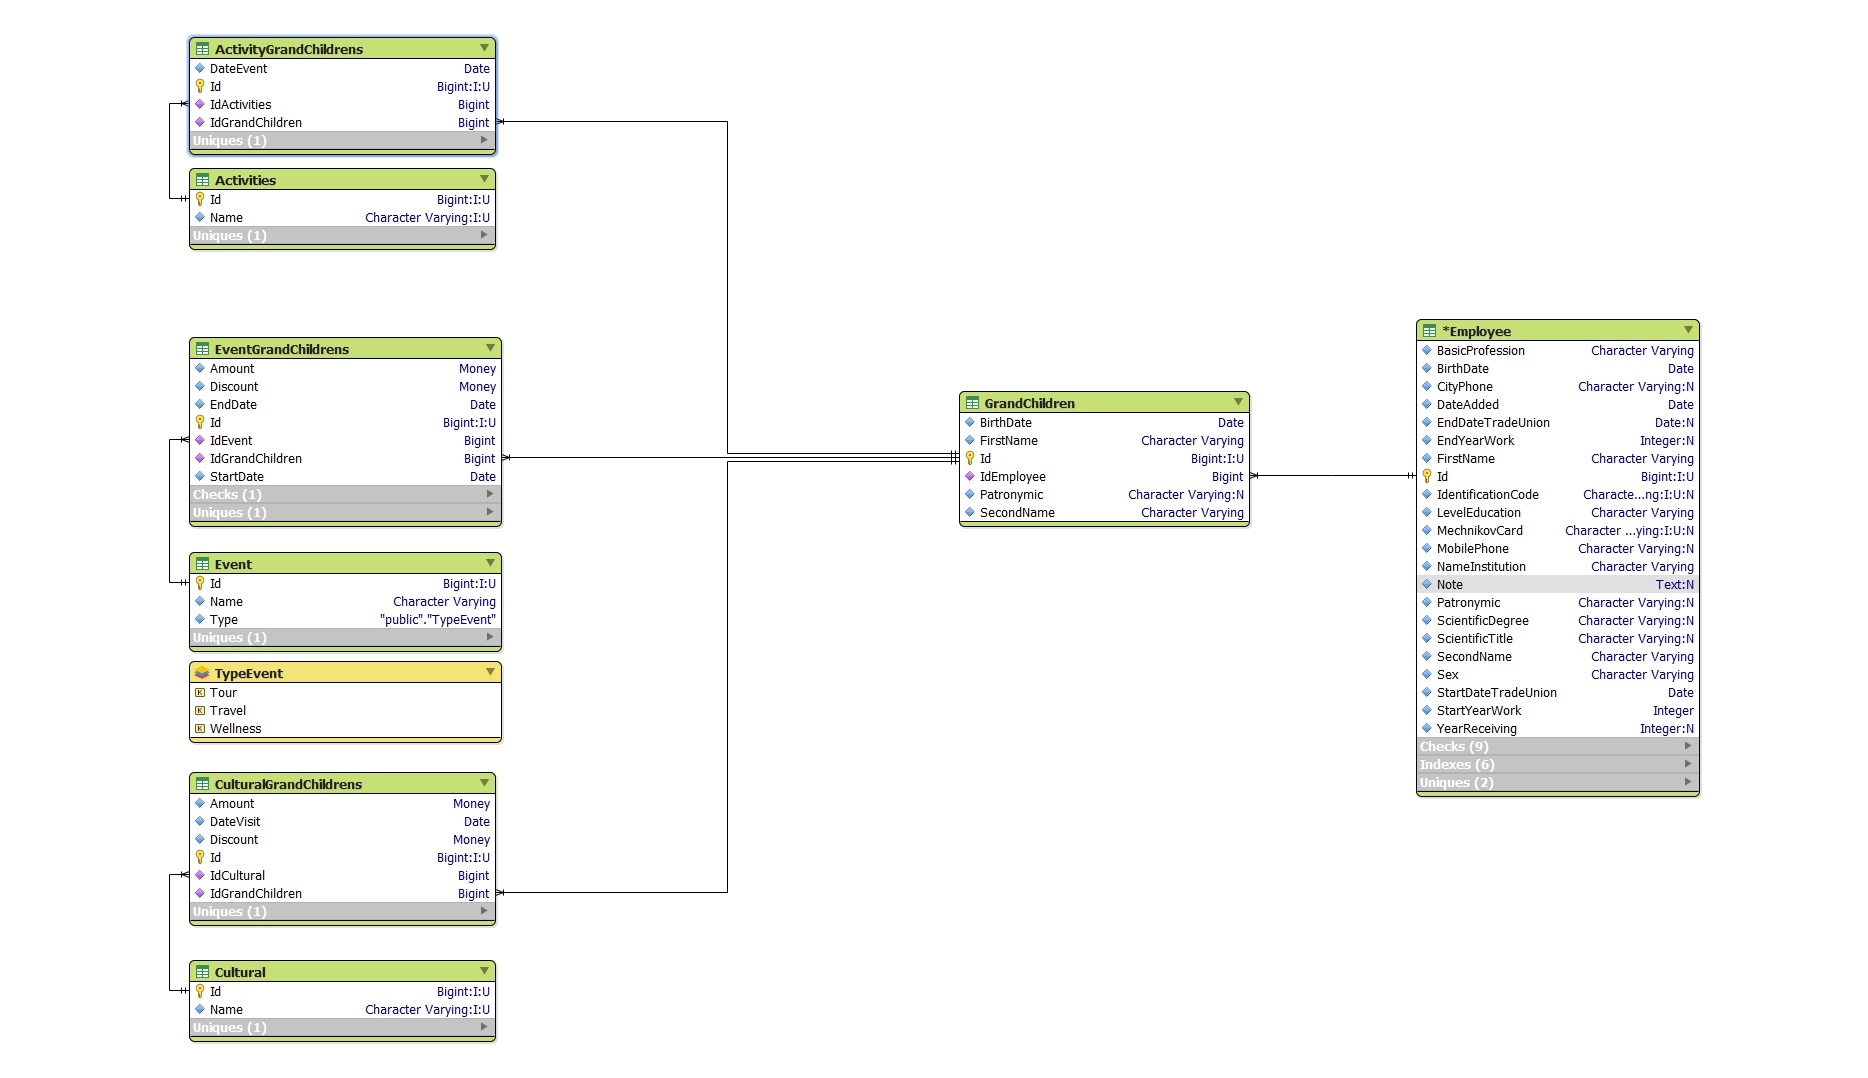 ActivityGrandChildrens
DateEvent Date
Id Bigint:I:U
IdActivities Bigint
IdGrandChildren Bigint
Uniques (1)
Activities
Id Bigint:I:U
Name Character Varying:I:U
Uniques (1)
EventGrandChildrens
Amount Money
Discount Money
EndDate Date
Id Bigint:I:U
IdEvent Bigint
IdGrandChildren Bigint
StartDate Date
Checks (1)
Uniques (1)
Event
Id Bigint:I:U
Name Character Varying
Type "public"."TypeEvent"
Uniques (1)
TypeEvent
K Tour
K Travel
K Wellness
CulturalGrandChildrens
Amount Money
DateVisit Date
Discount Money
Id Bigint:I:U
IdCultural Bigint
IdGrandChildren Bigint
Uniques (1)
Cultural
Id Bigint:I:U
Name Character Varying:I:U
Uniques (1)
GrandChildren
BirthDate Date
FirstName Character Varying
Id Bigint:I:U
IdEmployee Bigint
Patronymic Character Varying:N
SecondName Character Varying
*Employee
BasicProfession Character Varying
BirthDate Date
CityPhone Character Varying:N
DateAdded Date
EndDateTradeUnion Date:N
EndYearWork Integer:N
FirstName Character Varying
Id Bigint:I:U
IdentificationCode Characte...ng:I:U:N
LevelEducation Character Varying
MechnikovCard Character ...ying:I:U:N
MobilePhone Character Varying:N
NameInstitution Character Varying
Note Text:N
Patronymic Character Varying:N
ScientificDegree Character Varying:N
ScientificTitle Character Varying:N
SecondName Character Varying
Sex Character Varying
StartDateTradeUnion Date
StartYearWork Integer
YearReceiving Integer:N
Checks (9)
Indexes (6)
Uniques (2)